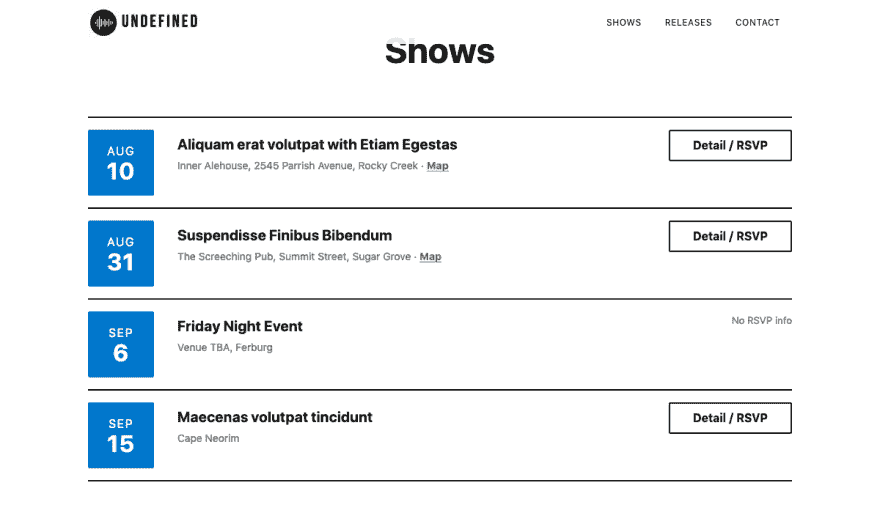 UNDEFINED
SHOWS RELEASES CONTACT
Shows
AUG
10
Aliquam erat volutpat with Etiam Egestas
Inner Alehouse, 2545 Parrish Avenue, Rocky Creek · Map
Detail / RSVP
AUG
31
Suspendisse Finibus Bibendum
The Screeching Pub, Summit Street, Sugar Grove · Map
Detail / RSVP
SEP
6
Friday Night Event
Venue TBA, Ferburg
No RSVP info
SEP
15
Maecenas volutpat tincidunt
Cape Neorim
Detail / RSVP